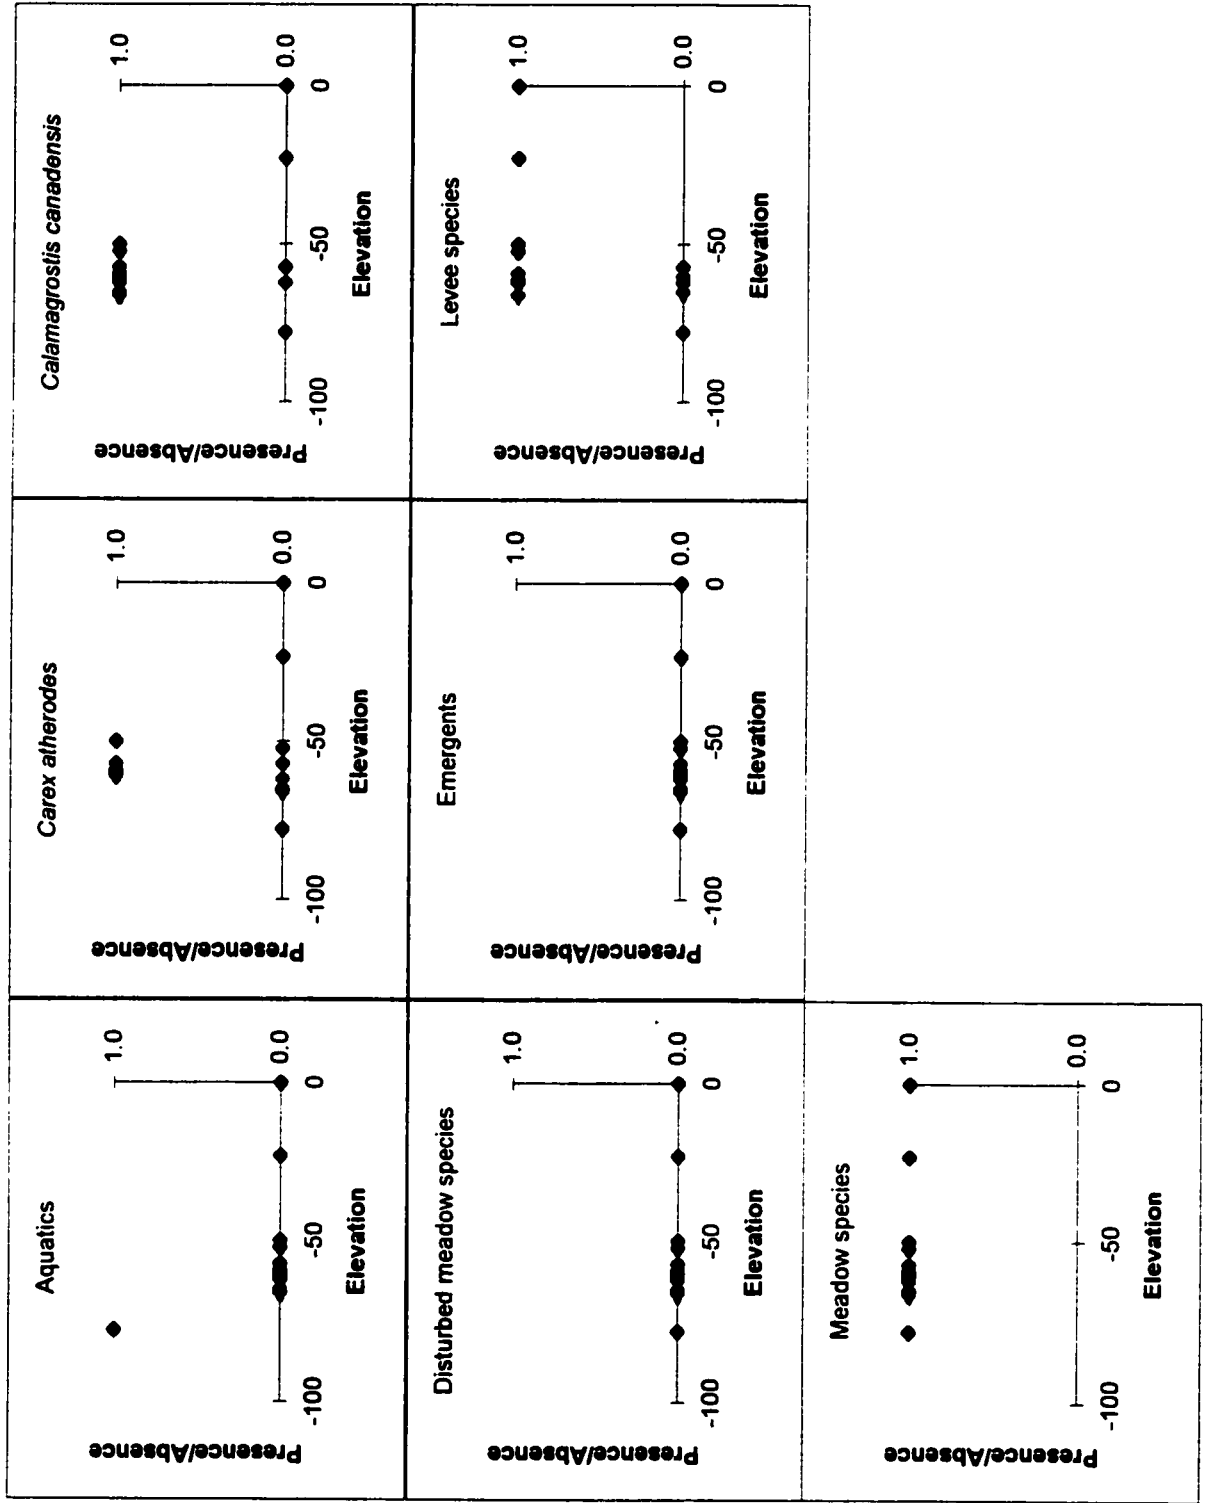 Aquatics
Presence/Absence
1.0
0.0
-100
-50
0
Elevation
Carex atherodes
Presence/Absence
1.0
0.0
-100
-50
0
Elevation
Calamagrostis canadensis
Presence/Absence
1.0
0.0
-100
-50
0
Elevation
Disturbed meadow species
Presence/Absence
1.0
0.0
-100
-50
0
Elevation
Emergents
Presence/Absence
1.0
0.0
-100
-50
0
Elevation
Levee species
Presence/Absence
1.0
0.0
-100
-50
0
Elevation
Meadow species
Presence/Absence
1.0
0.0
-100
-50
0
Elevation